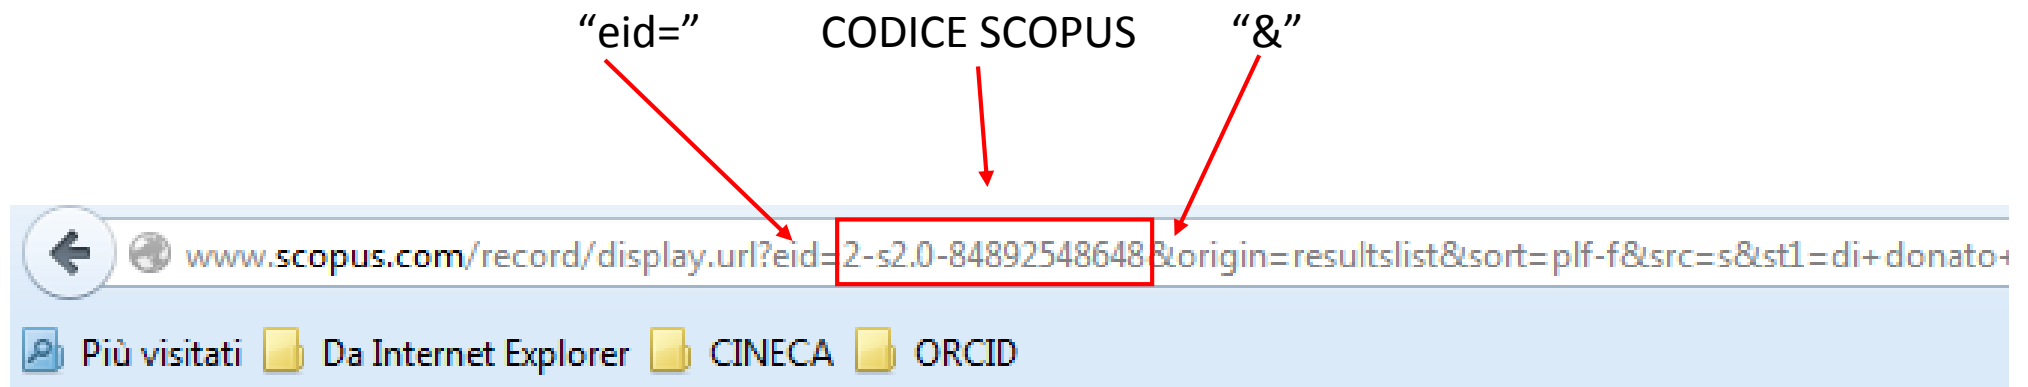 “eid=” CODICE SCOPUS “&”
www.scopus.com/record/display.url?eid=2-s2.0-84892548648&origin=resultslist&sort=plf-f&src=s&st1=di+donato+
Più visitati Da Internet Explorer CINECA ORCID